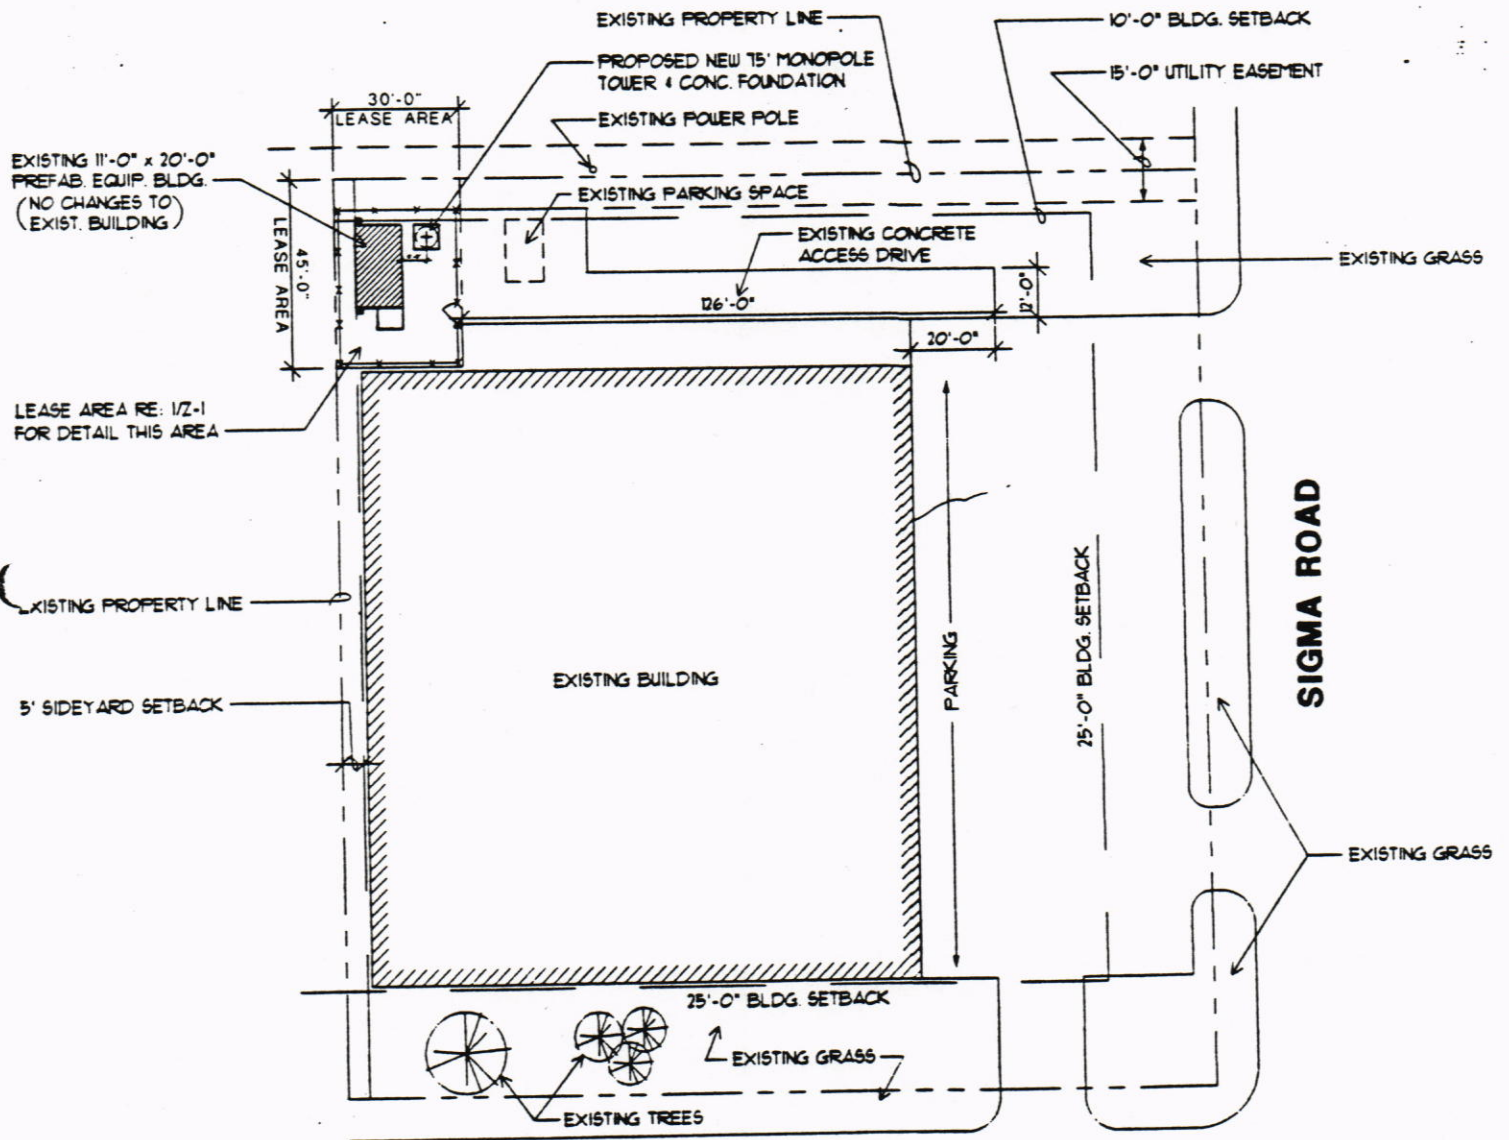 EXISTING PROPERTY LINE
10'-0" BLDG. SETBACK
PROPOSED NEW 75' MONOPOLE
TOWER & CONC. FOUNDATION
15'-0" UTILITY EASEMENT
30'-0"
LEASE AREA
EXISTING POWER POLE
EXISTING 11'-0" x 20'-0"
PREFAB. EQUIP. BLDG.
(NO CHANGES TO)
(EXIST. BUILDING)
EXISTING PARKING SPACE
45'-0"
LEASE AREA
EXISTING CONCRETE
ACCESS DRIVE
EXISTING GRASS
126'-0"
12'-0"
20'-0"
LEASE AREA RE: 1/Z-1
FOR DETAIL THIS AREA
SIGMA ROAD
EXISTING PROPERTY LINE
PARKING
25'-0" BLDG. SETBACK
EXISTING BUILDING
5' SIDEYARD SETBACK
EXISTING GRASS
25'-0" BLDG. SETBACK
EXISTING GRASS
EXISTING TREES